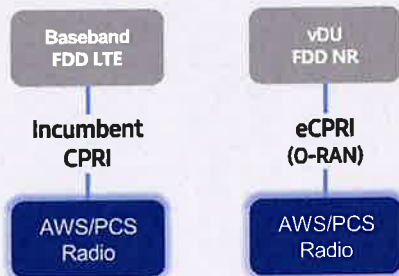 Baseband
FDD LTE
Incumbent
CPRI
AWS/PCS
Radio
vDU
FDD NR
eCPRI
(O-RAN)
AWS/PCS
Radio